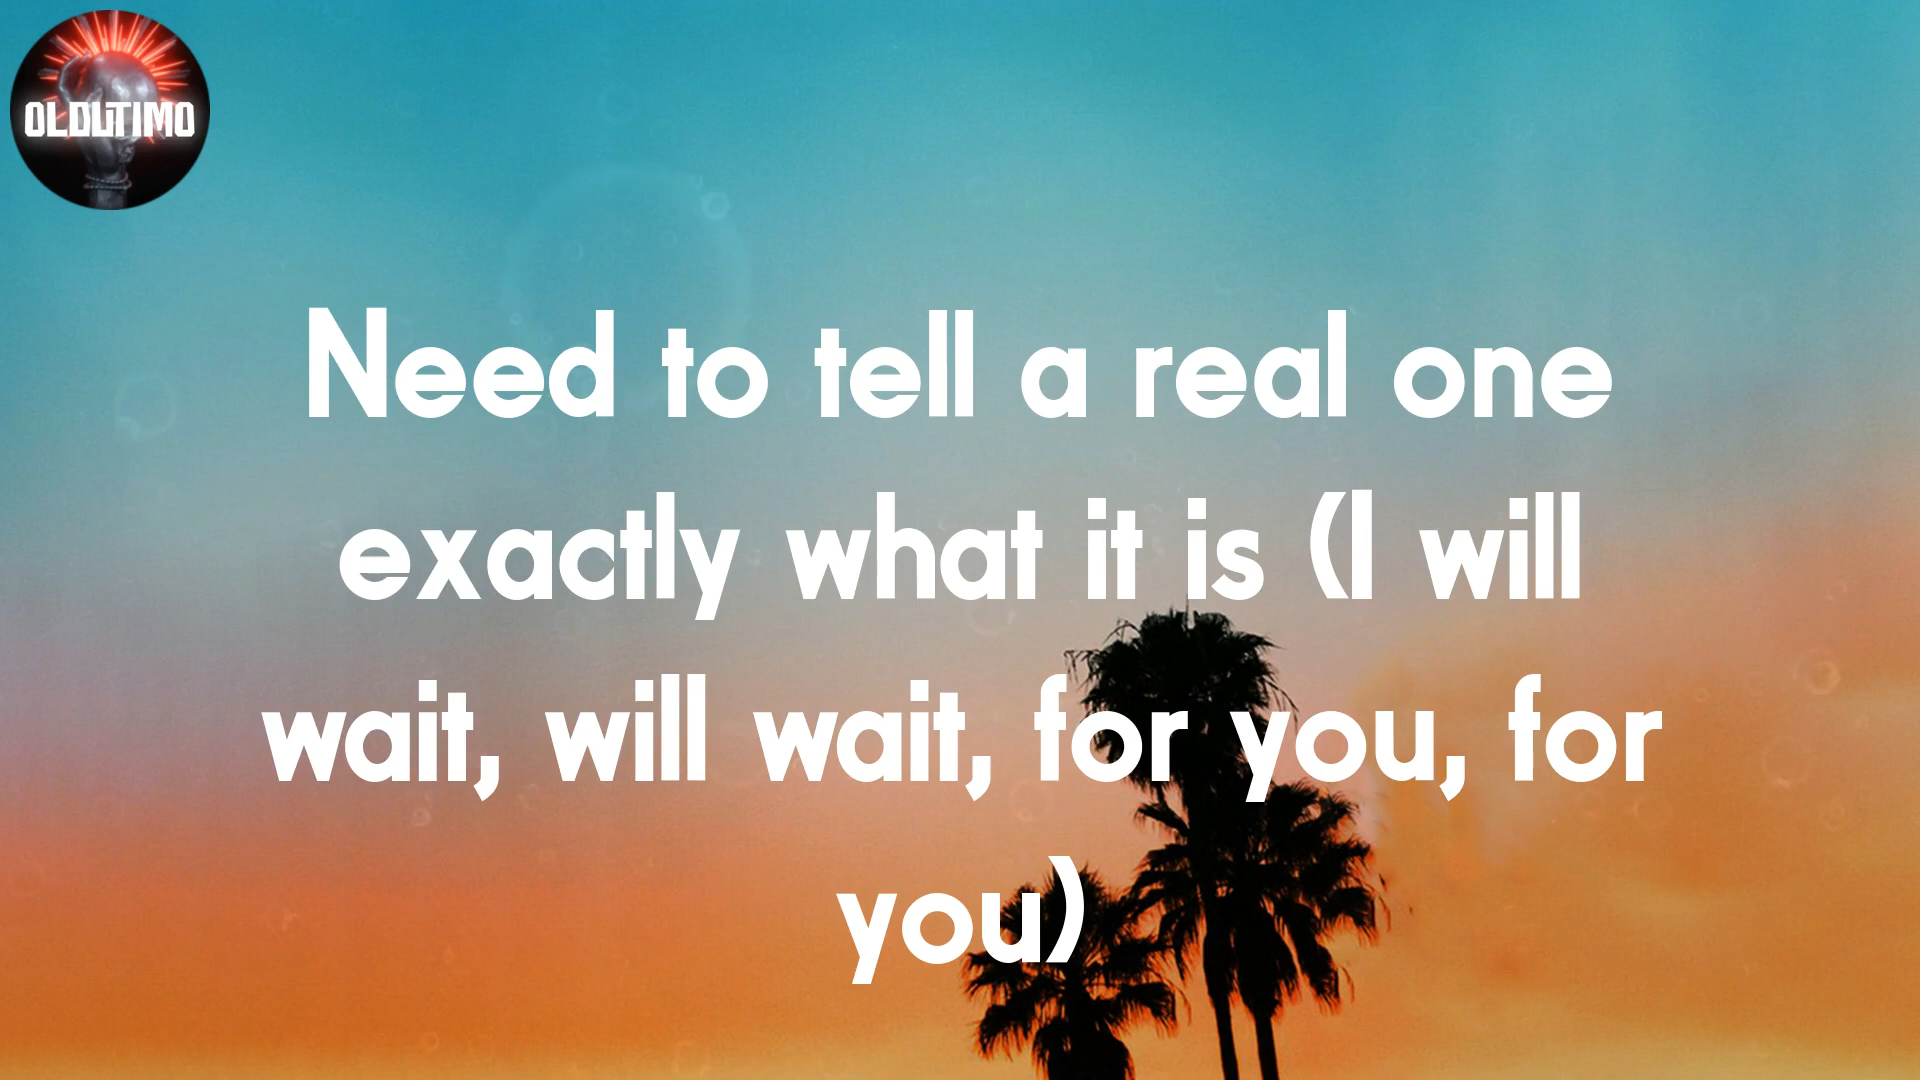 OLDUTIMO
Need to tell a real one
exactly what it is (I will
wait, will wait, for you, for
you)